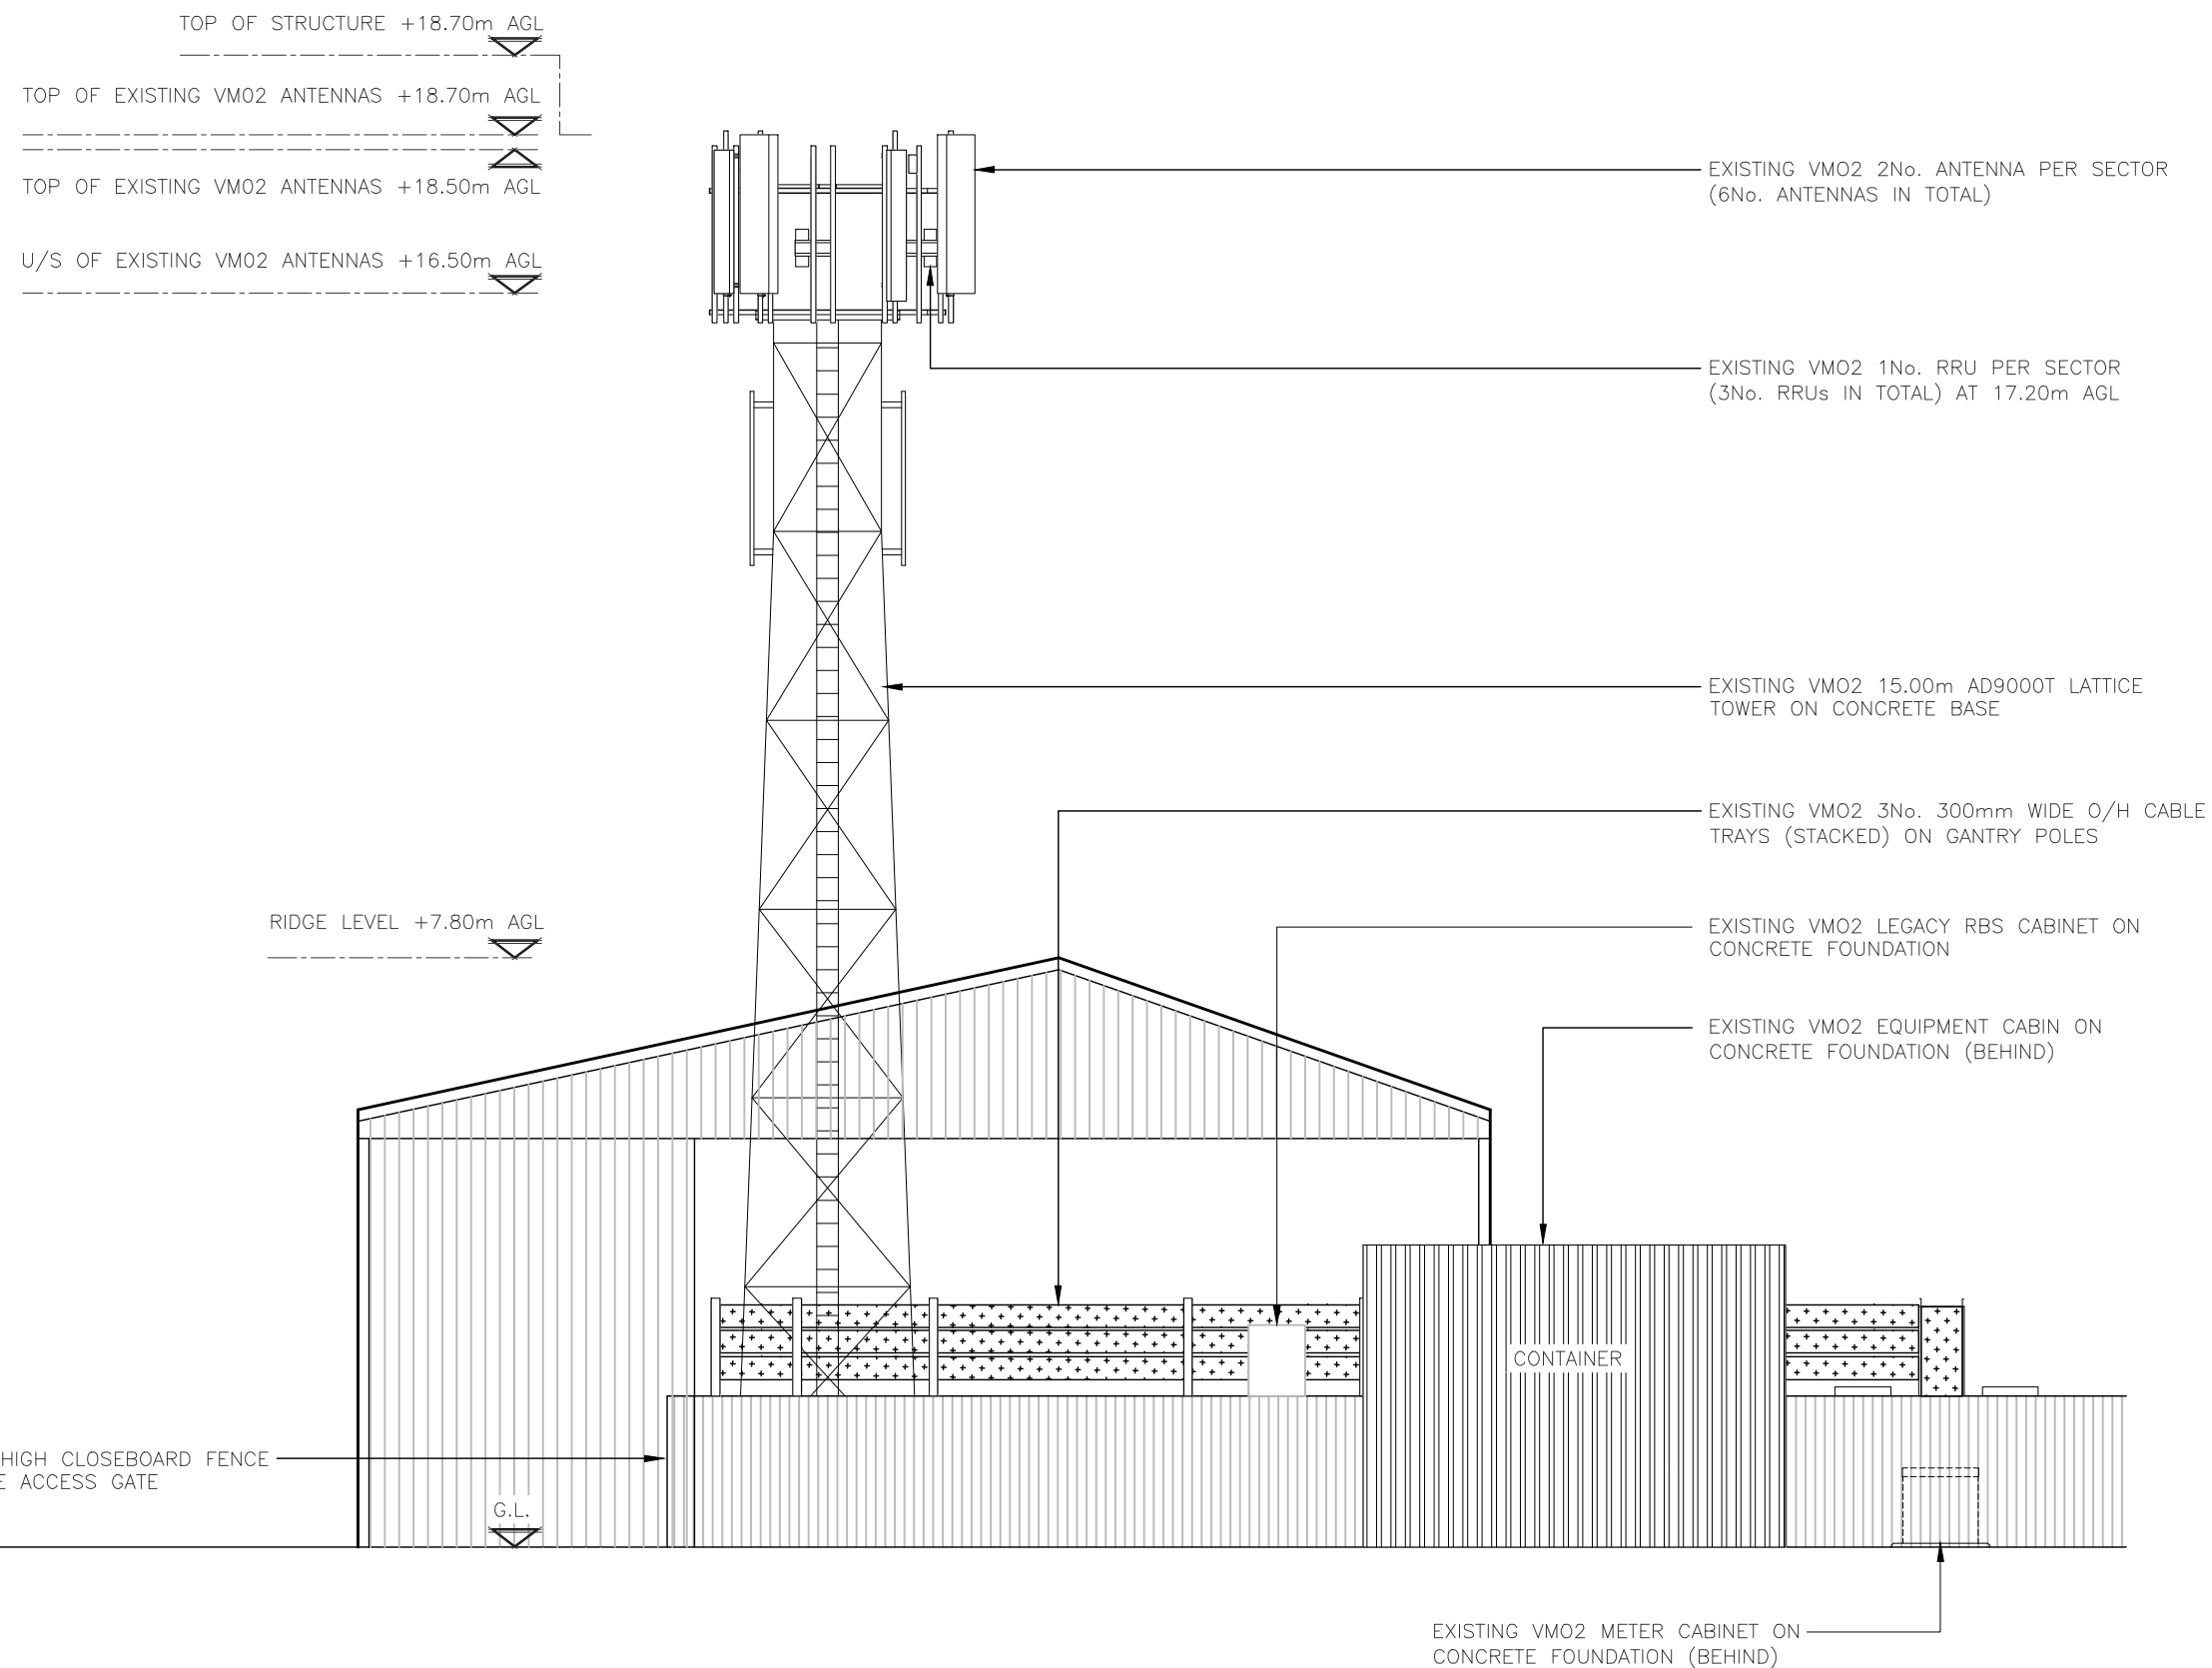 TOP OF STRUCTURE +18.70m AGL
TOP OF EXISTING VMO2 ANTENNAS +18.70m AGL
TOP OF EXISTING VMO2 ANTENNAS +18.50m AGL
U/S OF EXISTING VMO2 ANTENNAS +16.50m AGL
EXISTING VMO2 2No. ANTENNA PER SECTOR
(6No. ANTENNAS IN TOTAL)
EXISTING VMO2 1No. RRU PER SECTOR
(3No. RRUs IN TOTAL) AT 17.20m AGL
EXISTING VMO2 15.00m AD9000T LATTICE
TOWER ON CONCRETE BASE
EXISTING VMO2 3No. 300mm WIDE O/H CABLE
TRAYS (STACKED) ON GANTRY POLES
RIDGE LEVEL +7.80m AGL
EXISTING VMO2 LEGACY RBS CABINET ON
CONCRETE FOUNDATION
EXISTING VMO2 EQUIPMENT CABIN ON
CONCRETE FOUNDATION (BEHIND)
CONTAINER
HIGH CLOSEBOARD FENCE
E ACCESS GATE
G.L.
EXISTING VMO2 METER CABINET ON
CONCRETE FOUNDATION (BEHIND)